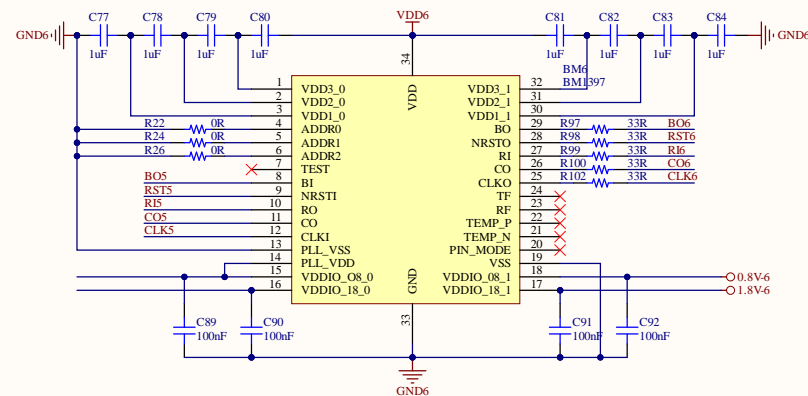 C77 C78 C79 C80 VDD6 C81 C82 C83 C84
GND6 GND6
1uF 1uF 1uF 1uF 1uF 1uF 1uF 1uF
34
BM6
BM1397
VDD
1 VDD3_0 VDD3_1 32
2 VDD2_0 VDD2_1 31
3 VDD1_0 VDD1_1 30
R22 0R 4 ADDR0 BO 29 R97 33R BO6
R24 0R 5 ADDR1 NRSTO 28 R98 33R RST6
R26 0R 6 ADDR2 RI 27 R99 33R RI6
7 TEST CO 26 R100 33R CO6
BO5 8 BI CLKO 25 R102 33R CLK6
RST5 9 NRSTI TF 24
RI5 10 RO RF 23
CO5 11 CO TEMP_P 22
CLK5 12 CLKI TEMP_N 21
13 PLL_VSS PIN_MODE 20
14 PLL_VDD VSS 19
15 VDDIO_O8_0 VDDIO_08_1 18 0.8V-6
16 VDDIO_18_0 VDDIO_18_1 17 1.8V-6
GND
33
C89 C90 C91 C92
100nF 100nF 100nF 100nF
GND6